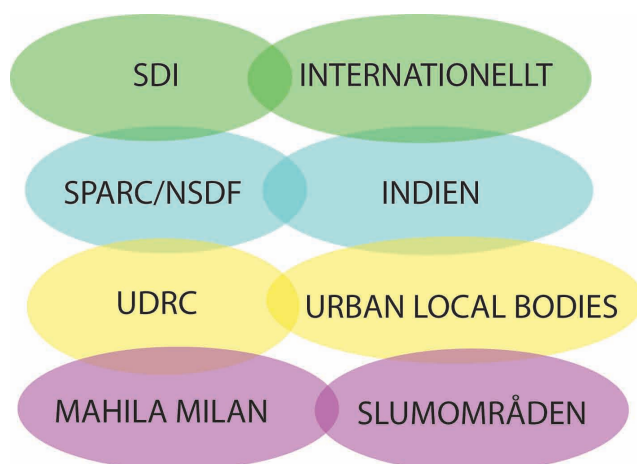 SDI INTERNATIONELLT
SPARC/NSDF INDIEN
UDRC URBAN LOCAL BODIES
MAHILA MILAN SLUMOMRÅDEN